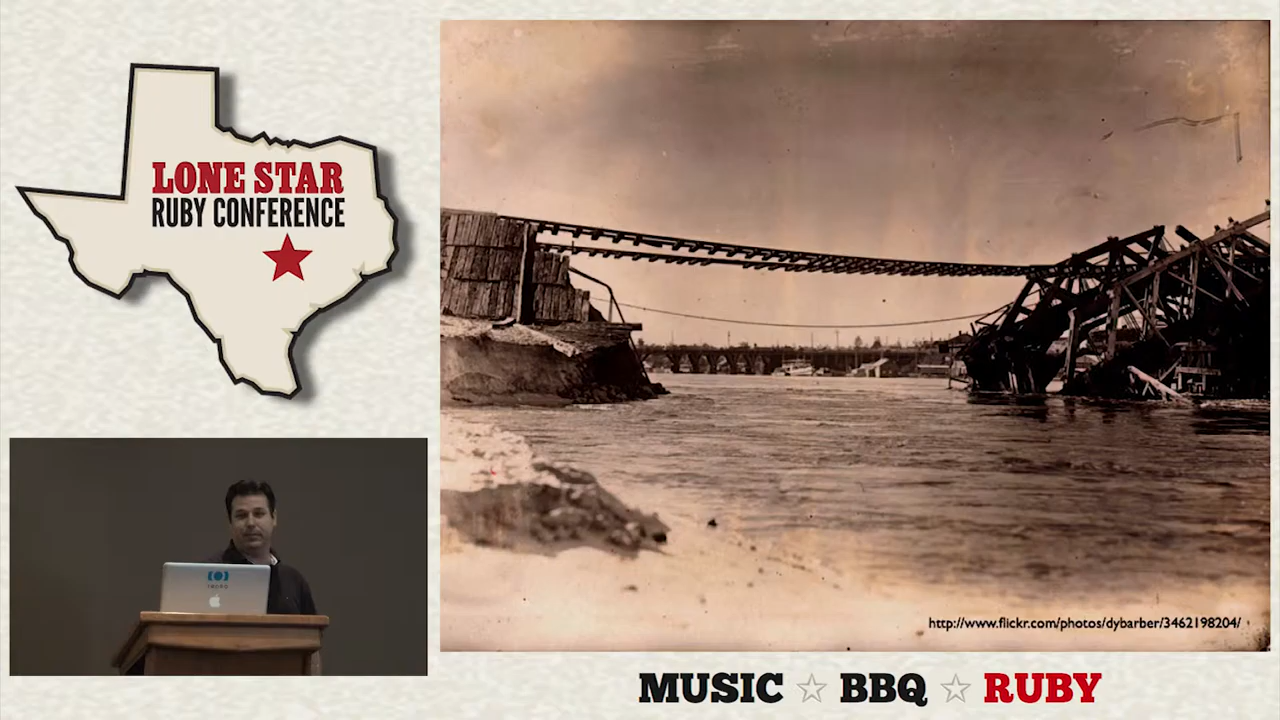 LONE STAR
RUBY CONFERENCE
http://www.flickr.com/photos/dybarber/3462198204/
MUSIC ☆ BBQ ☆ RUBY